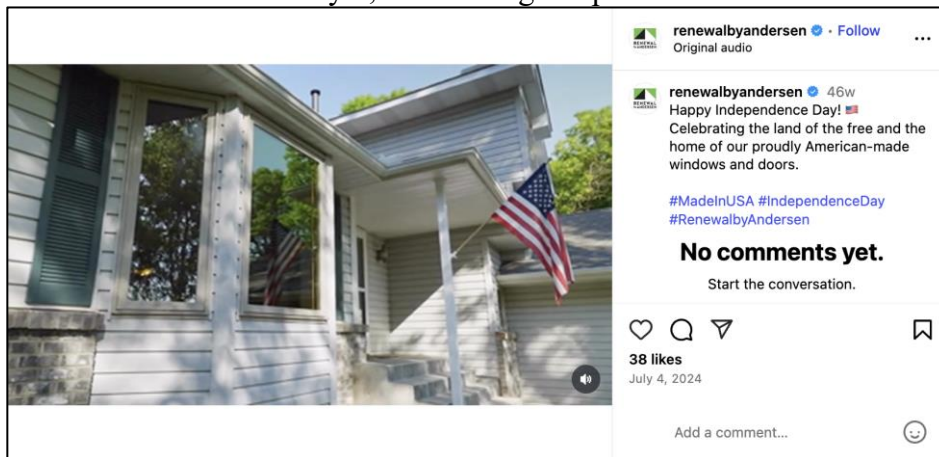 renewalbyandersen • Follow
Original audio
renewalbyandersen 46w
Happy Independence Day! 🇺🇸
Celebrating the land of the free and the
home of our proudly American-made
windows and doors.
#MadeInUSA #IndependenceDay
#RenewalbyAndersen
No comments yet.
Start the conversation.
38 likes
July 4, 2024
Add a comment...